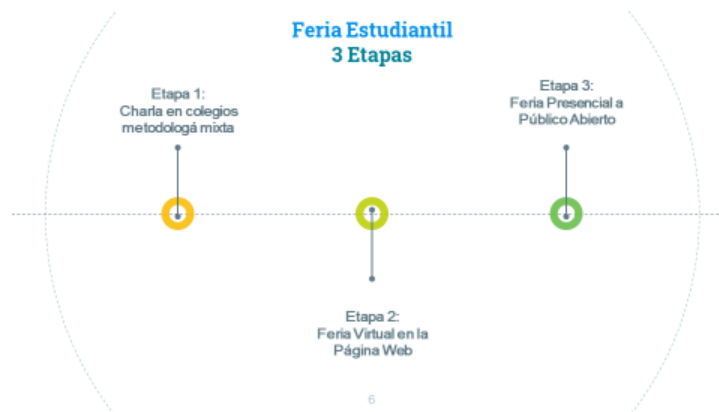 Feria Estudiantil
3 Etapas
Etapa 1:
Charla en colegios
metodologá mixta
Etapa 2:
Feria Virtual en la
Página Web
Etapa 3:
Feria Presencial a
Público Abierto
6